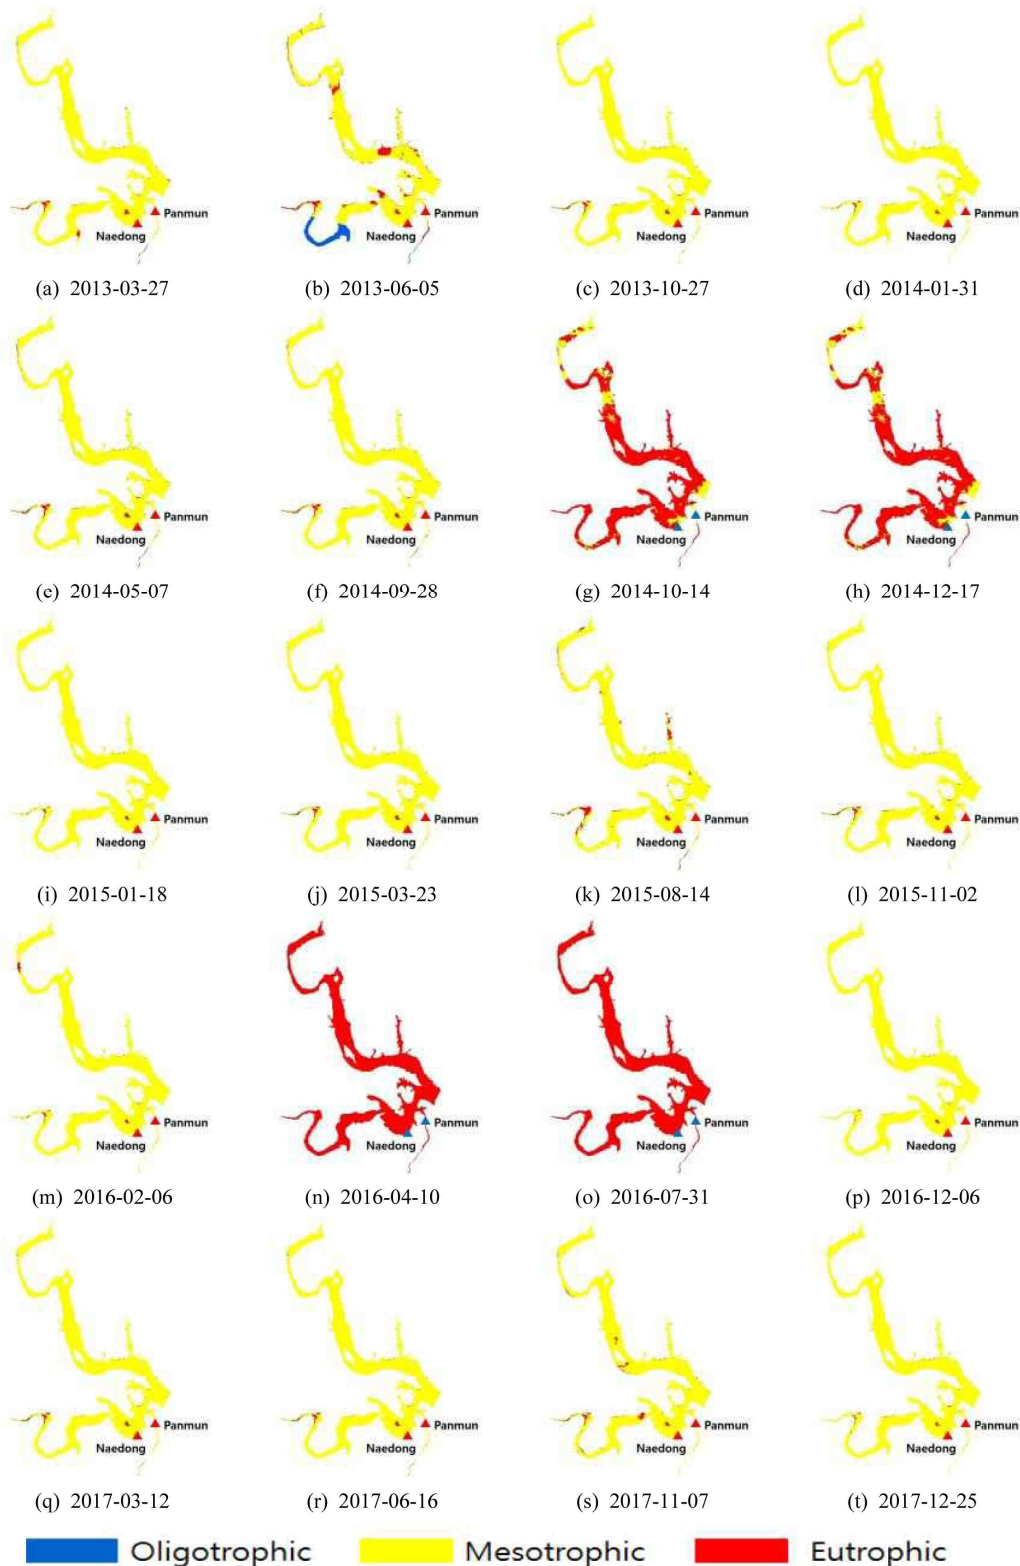 Panmun Panmun Panmun Panmun
Naedong Naedong Naedong Naedong
(a) 2013-03-27 (b) 2013-06-05 (c) 2013-10-27 (d) 2014-01-31
Panmun Panmun Panmun Panmun
Naedong Naedong Naedong Naedong
(e) 2014-05-07 (f) 2014-09-28 (g) 2014-10-14 (h) 2014-12-17
Panmun Panmun Panmun Panmun
Naedong Naedong Naedong Naedong
(i) 2015-01-18 (j) 2015-03-23 (k) 2015-08-14 (l) 2015-11-02
Panmun Panmun Panmun Panmun
Naedong Naedong Naedong Naedong
(m) 2016-02-06 (n) 2016-04-10 (o) 2016-07-31 (p) 2016-12-06
Panmun Panmun Panmun Panmun
Naedong Naedong Naedong Naedong
(q) 2017-03-12 (r) 2017-06-16 (s) 2017-11-07 (t) 2017-12-25
Oligotrophic Mesotrophic Eutrophic